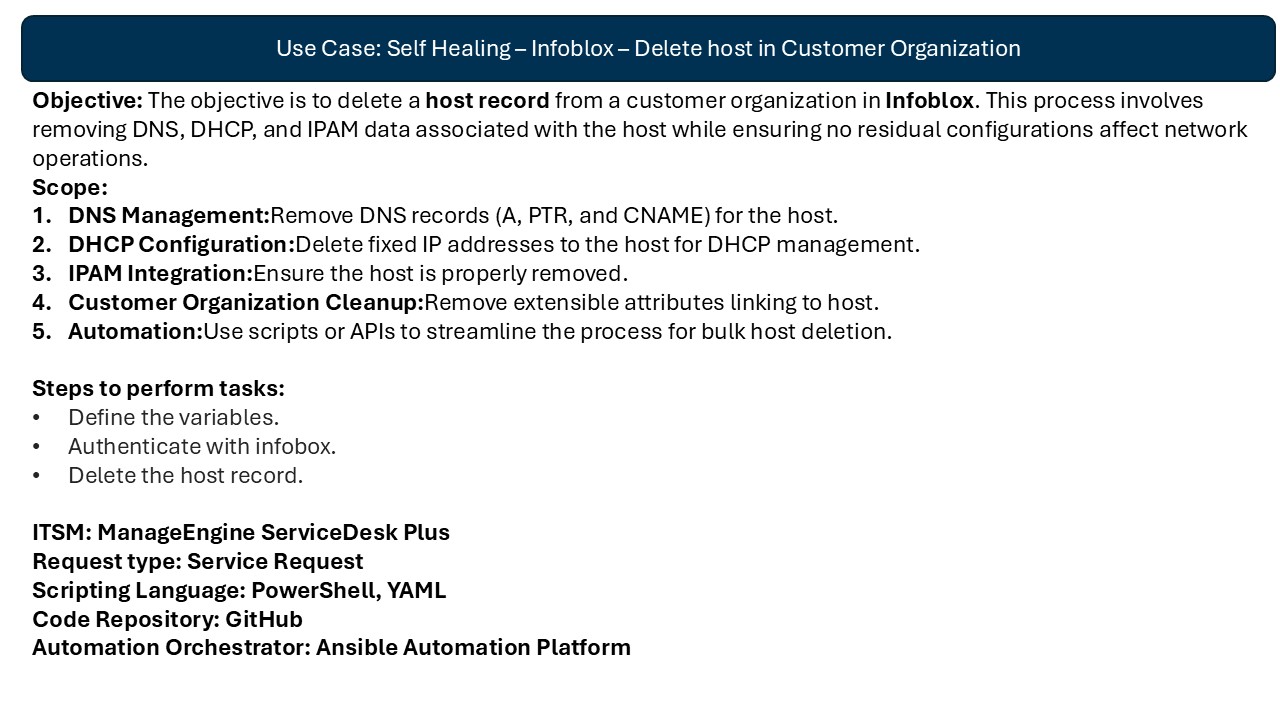 Use Case: Self Healing – Infoblox – Delete host in Customer Organization
Objective: The objective is to delete a host record from a customer organization in Infoblox. This process involves
removing DNS, DHCP, and IPAM data associated with the host while ensuring no residual configurations affect network
operations.
Scope:
1. DNS Management:Remove DNS records (A, PTR, and CNAME) for the host.
2. DHCP Configuration:Delete fixed IP addresses to the host for DHCP management.
3. IPAM Integration:Ensure the host is properly removed.
4. Customer Organization Cleanup:Remove extensible attributes linking to host.
5. Automation:Use scripts or APIs to streamline the process for bulk host deletion.
Steps to perform tasks:
• Define the variables.
• Authenticate with infobox.
• Delete the host record.
ITSM: ManageEngine ServiceDesk Plus
Request type: Service Request
Scripting Language: PowerShell, YAML
Code Repository: GitHub
Automation Orchestrator: Ansible Automation Platform